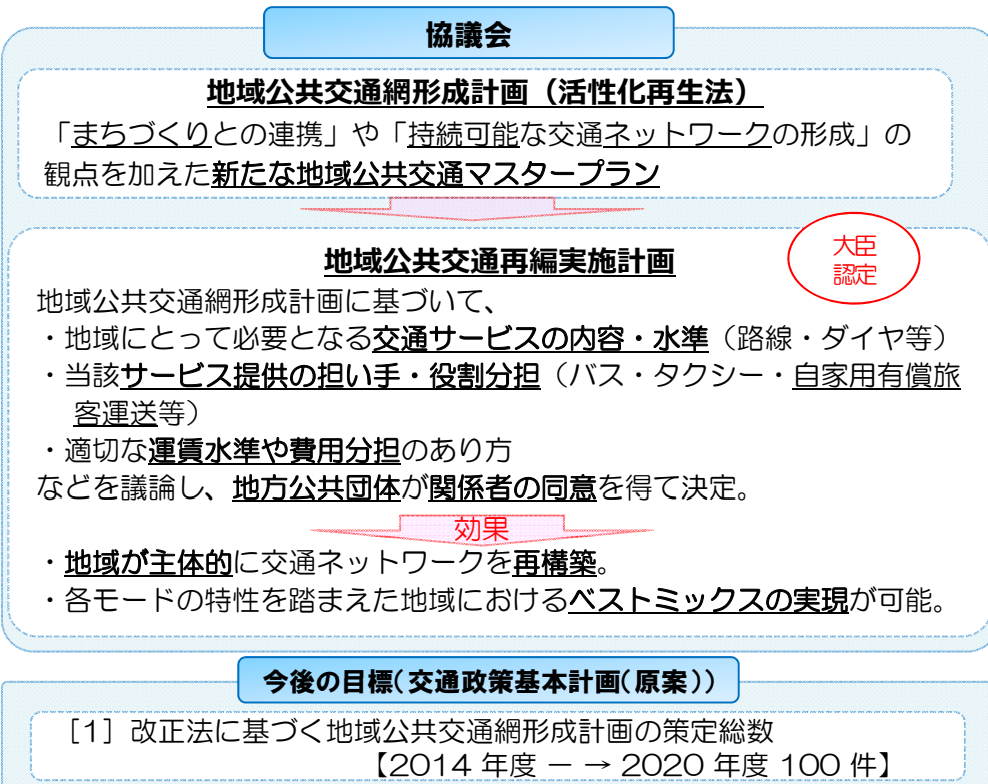 協議会
地域公共交通網形成計画（活性化再生法）
「まちづくりとの連携」や「持続可能な交通ネットワークの形成」の
観点を加えた新たな地域公共交通マスタープラン
大臣
認定
地域公共交通再編実施計画
地域公共交通網形成計画に基づいて、
・地域にとって必要となる交通サービスの内容・水準（路線・ダイヤ等）
・当該サービス提供の担い手・役割分担（バス・タクシー・自家用有償旅
客運送等）
・適切な運賃水準や費用分担のあり方
などを議論し、地方公共団体が関係者の同意を得て決定。
効果
・地域が主体的に交通ネットワークを再構築。
・各モードの特性を踏まえた地域におけるベストミックスの実現が可能。
今後の目標（交通政策基本計画（原案））
［1］改正法に基づく地域公共交通網形成計画の策定総数
【2014 年度 － → 2020 年度 100 件】